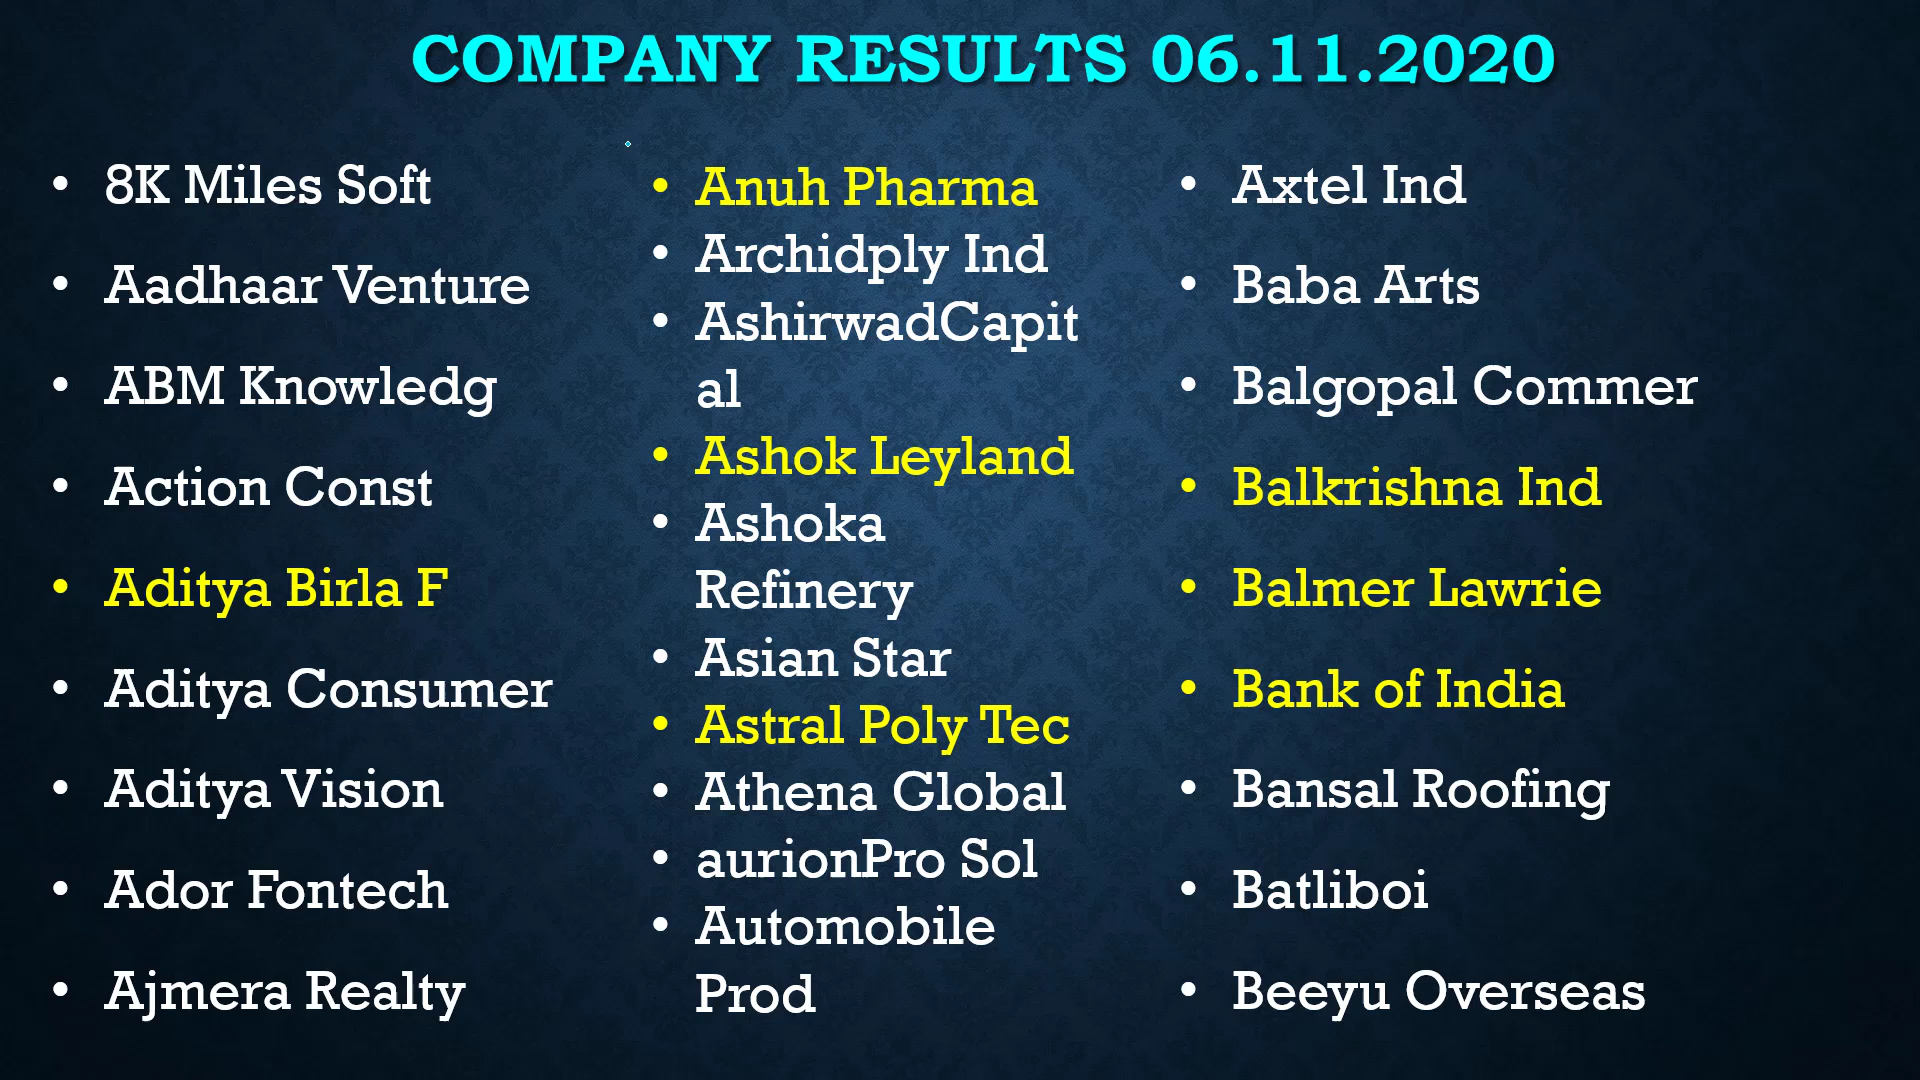 COMPANY RESULTS 06.11.2020
8K Miles Soft
Aadhaar Venture
ABM Knowledg
Action Const
Aditya Birla F
Aditya Consumer
Aditya Vision
Ador Fontech
Ajmera Realty
Anuh Pharma
Archidply Ind
AshirwadCapit
al
Ashok Leyland
Ashoka
Refinery
Asian Star
Astral Poly Tec
Athena Global
aurionPro Sol
Automobile
Prod
Axtel Ind
Baba Arts
Balgopal Commer
Balkrishna Ind
Balmer Lawrie
Bank of India
Bansal Roofing
Batliboi
Beeyu Overseas